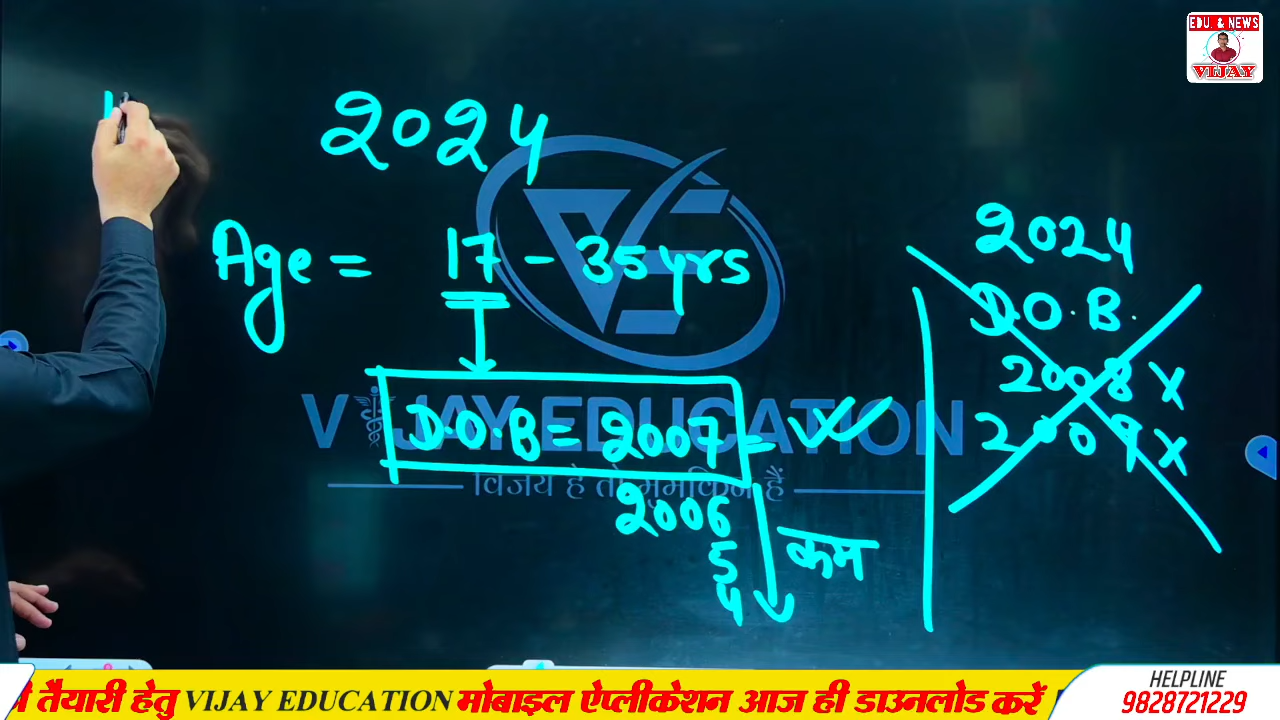 EDU. & NEWS
VIJAY
2024
Age = 17 - 35 yrs
D.O.B = 2007 -
2006
5
4
कम
2024
D.O.B.
2008 X
2009 X
VIJAY EDUCATION
विजय है तो मुमकिन हैं
तैयारी हेतु VIJAY EDUCATION मोबाइल ऐप्लीकेशन आज ही डाउनलोड करें
HELPLINE
9828721229